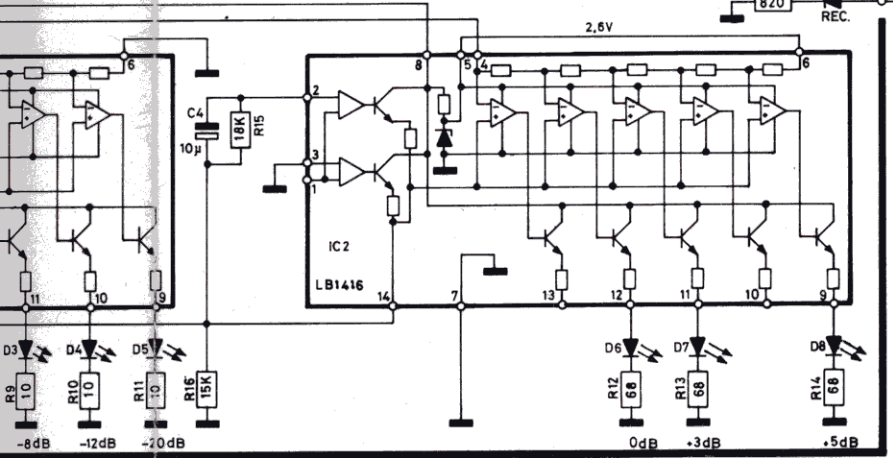 820
REC.
2,6V
6
8
5
4
6
2
C4
10µ
18K
R15
3
1
IC2
LB1416
11
10
9
14
7
13
12
11
10
9
D3
D4
D5
D6
D7
D8
R9
10
R10
10
R11
10
R16
15K
R12
68
R13
68
R14
68
-8dB
-12dB
-20dB
0dB
+3dB
+5dB